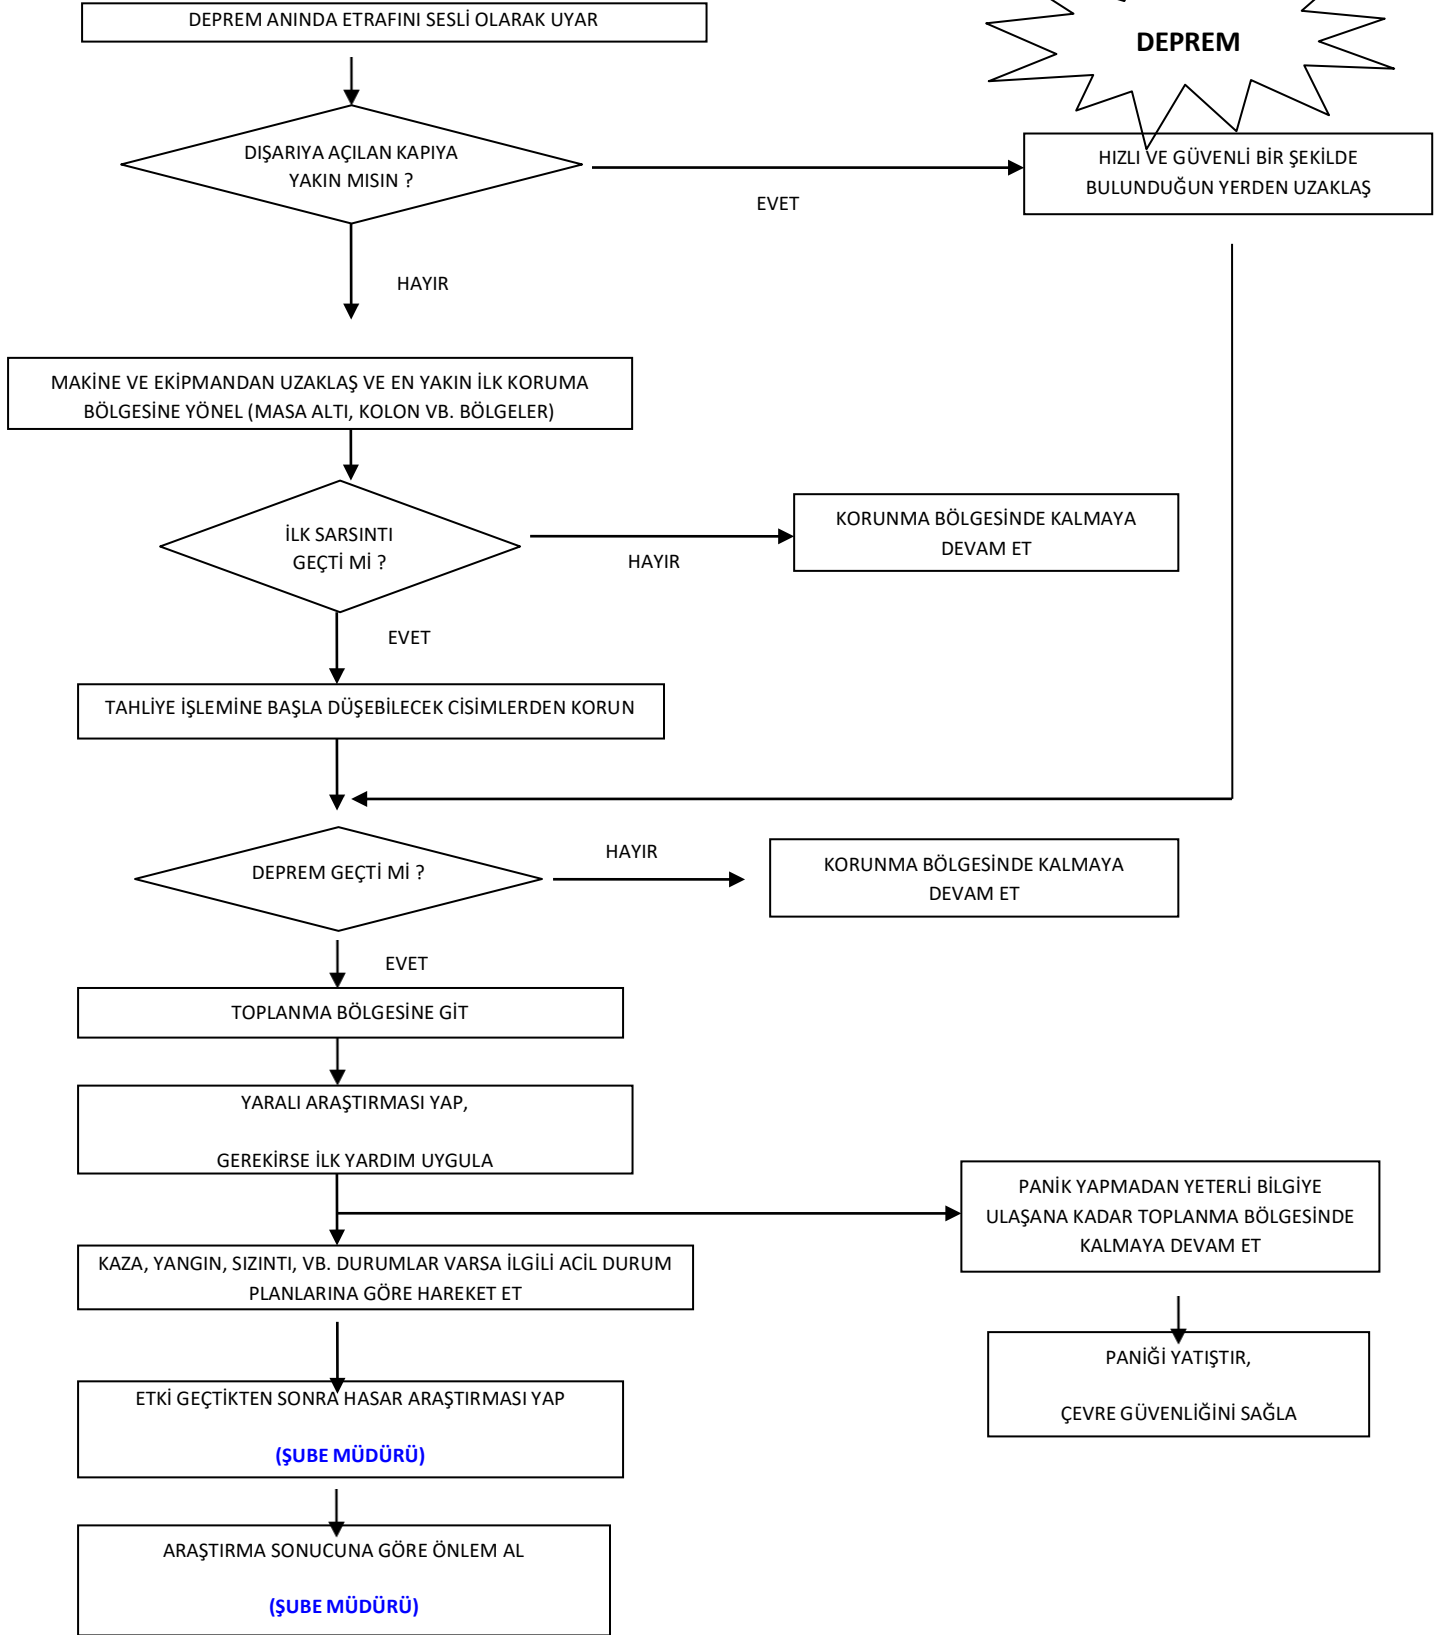 DEPREM ANINDA ETRAFINI SESLİ OLARAK UYAR
DEPREM
DIŞARIYA AÇILAN KAPIYA
YAKIN MISIN ?
EVET
HIZLI VE GÜVENLİ BİR ŞEKİLDE
BULUNDUĞUN YERDEN UZAKLAŞ
HAYIR
MAKİNE VE EKİPMANDAN UZAKLAŞ VE EN YAKIN İLK KORUMA
BÖLGESİNE YÖNEL (MASA ALTI, KOLON VB. BÖLGELER)
İLK SARSINTI
GEÇTİ Mİ ?
HAYIR
KORUNMA BÖLGESİNDE KALMAYA
DEVAM ET
EVET
TAHLİYE İŞLEMİNE BAŞLA DÜŞEBİLECEK CİSİMLERDEN KORUN
DEPREM GEÇTİ Mİ ?
HAYIR
KORUNMA BÖLGESİNDE KALMAYA
DEVAM ET
EVET
TOPLANMA BÖLGESİNE GİT
YARALI ARAŞTIRMASI YAP,
GEREKİRSE İLK YARDIM UYGULA
PANİK YAPMADAN YETERLİ BİLGİYE
ULAŞANA KADAR TOPLANMA BÖLGESİNDE
KALMAYA DEVAM ET
KAZA, YANGIN, SIZINTI, VB. DURUMLAR VARSA İLGİLİ ACİL DURUM
PLANLARINA GÖRE HAREKET ET
PANİĞİ YATIŞTIR,
ÇEVRE GÜVENLİĞİNİ SAĞLA
ETKİ GEÇTİKTEN SONRA HASAR ARAŞTIRMASI YAP
(ŞUBE MÜDÜRÜ)
ARAŞTIRMA SONUCUNA GÖRE ÖNLEM AL
(ŞUBE MÜDÜRÜ)